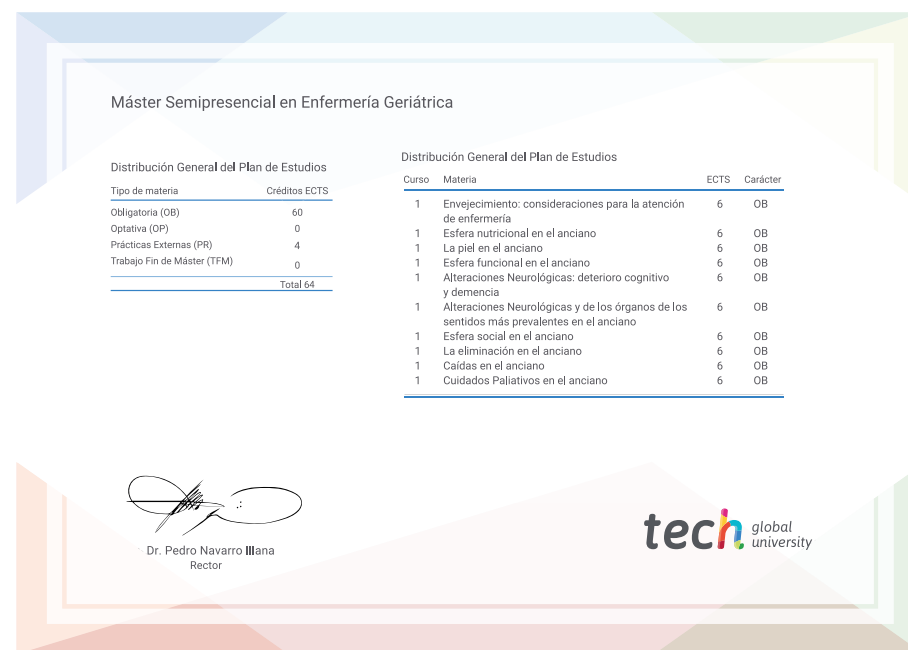 Máster Semipresencial en Enfermería Geriátrica
Distribución General del Plan de Estudios
Tipo de materia Créditos ECTS
Obligatoria (OB) 60
Optativa (OP) 0
Prácticas Externas (PR) 4
Trabajo Fin de Máster (TFM) 0
Total 64
Distribución General del Plan de Estudios
Curso Materia ECTS Carácter
1 Envejecimiento: consideraciones para la atención 6 OB
de enfermería
1 Esfera nutricional en el anciano 6 OB
1 La piel en el anciano 6 OB
1 Esfera funcional en el anciano 6 OB
1 Alteraciones Neurológicas: deterioro cognitivo 6 OB
y demencia
1 Alteraciones Neurológicas y de los órganos de los 6 OB
sentidos más prevalentes en el anciano
1 Esfera social en el anciano 6 OB
1 La eliminación en el anciano 6 OB
1 Caídas en el anciano 6 OB
1 Cuidados Paliativos en el anciano 6 OB
Dr. Pedro Navarro Illana
Rector
tech global
university